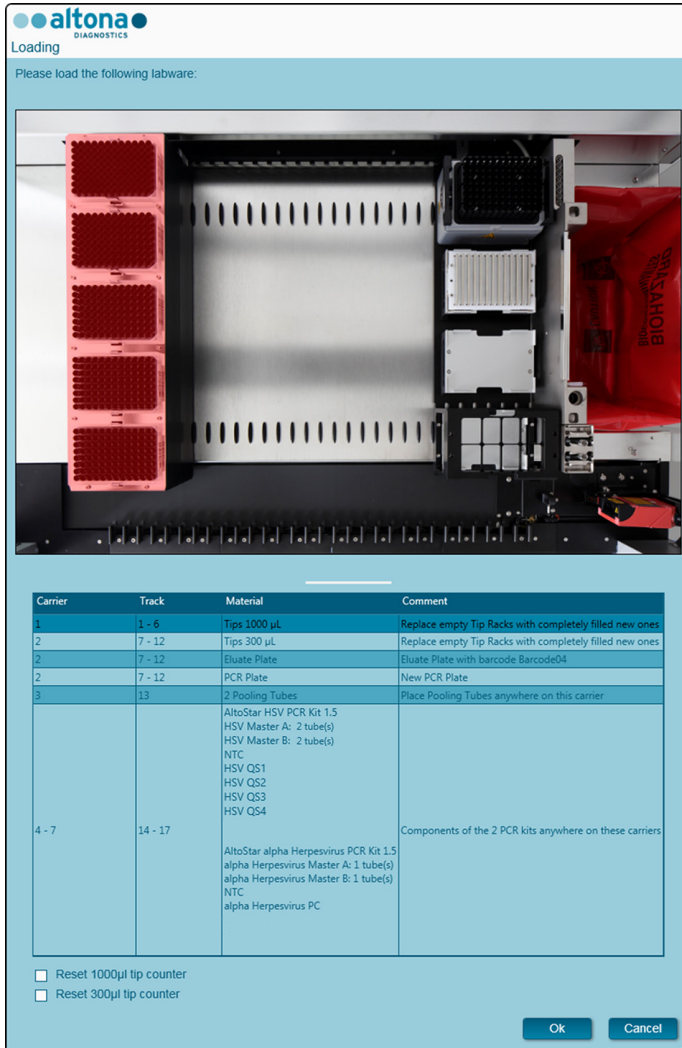 altona
DIAGNOSTICS
Loading
Please load the following labware:
BIOHAZARD
Carrier Track Material Comment
1 1 - 6 Tips 1000 µL Replace empty Tip Racks with completely filled new ones
2 7 - 12 Tips 300 µL Replace empty Tip Racks with completely filled new ones
2 7 - 12 Eluate Plate Eluate Plate with barcode Barcode04
2 7 - 12 PCR Plate New PCR Plate
3 13 2 Pooling Tubes Place Pooling Tubes anywhere on this carrier
AltoStar HSV PCR Kit 1.5
HSV Master A: 2 tube(s)
HSV Master B: 2 tube(s)
NTC
HSV QS1
HSV QS2
HSV QS3
HSV QS4
4 - 7 14 - 17 Components of the 2 PCR kits anywhere on these carriers
AltoStar alpha Herpesvirus PCR Kit 1.5
alpha Herpesvirus Master A: 1 tube(s)
alpha Herpesvirus Master B: 1 tube(s)
NTC
alpha Herpesvirus PC
Reset 1000µl tip counter
Reset 300µl tip counter
Ok Cancel